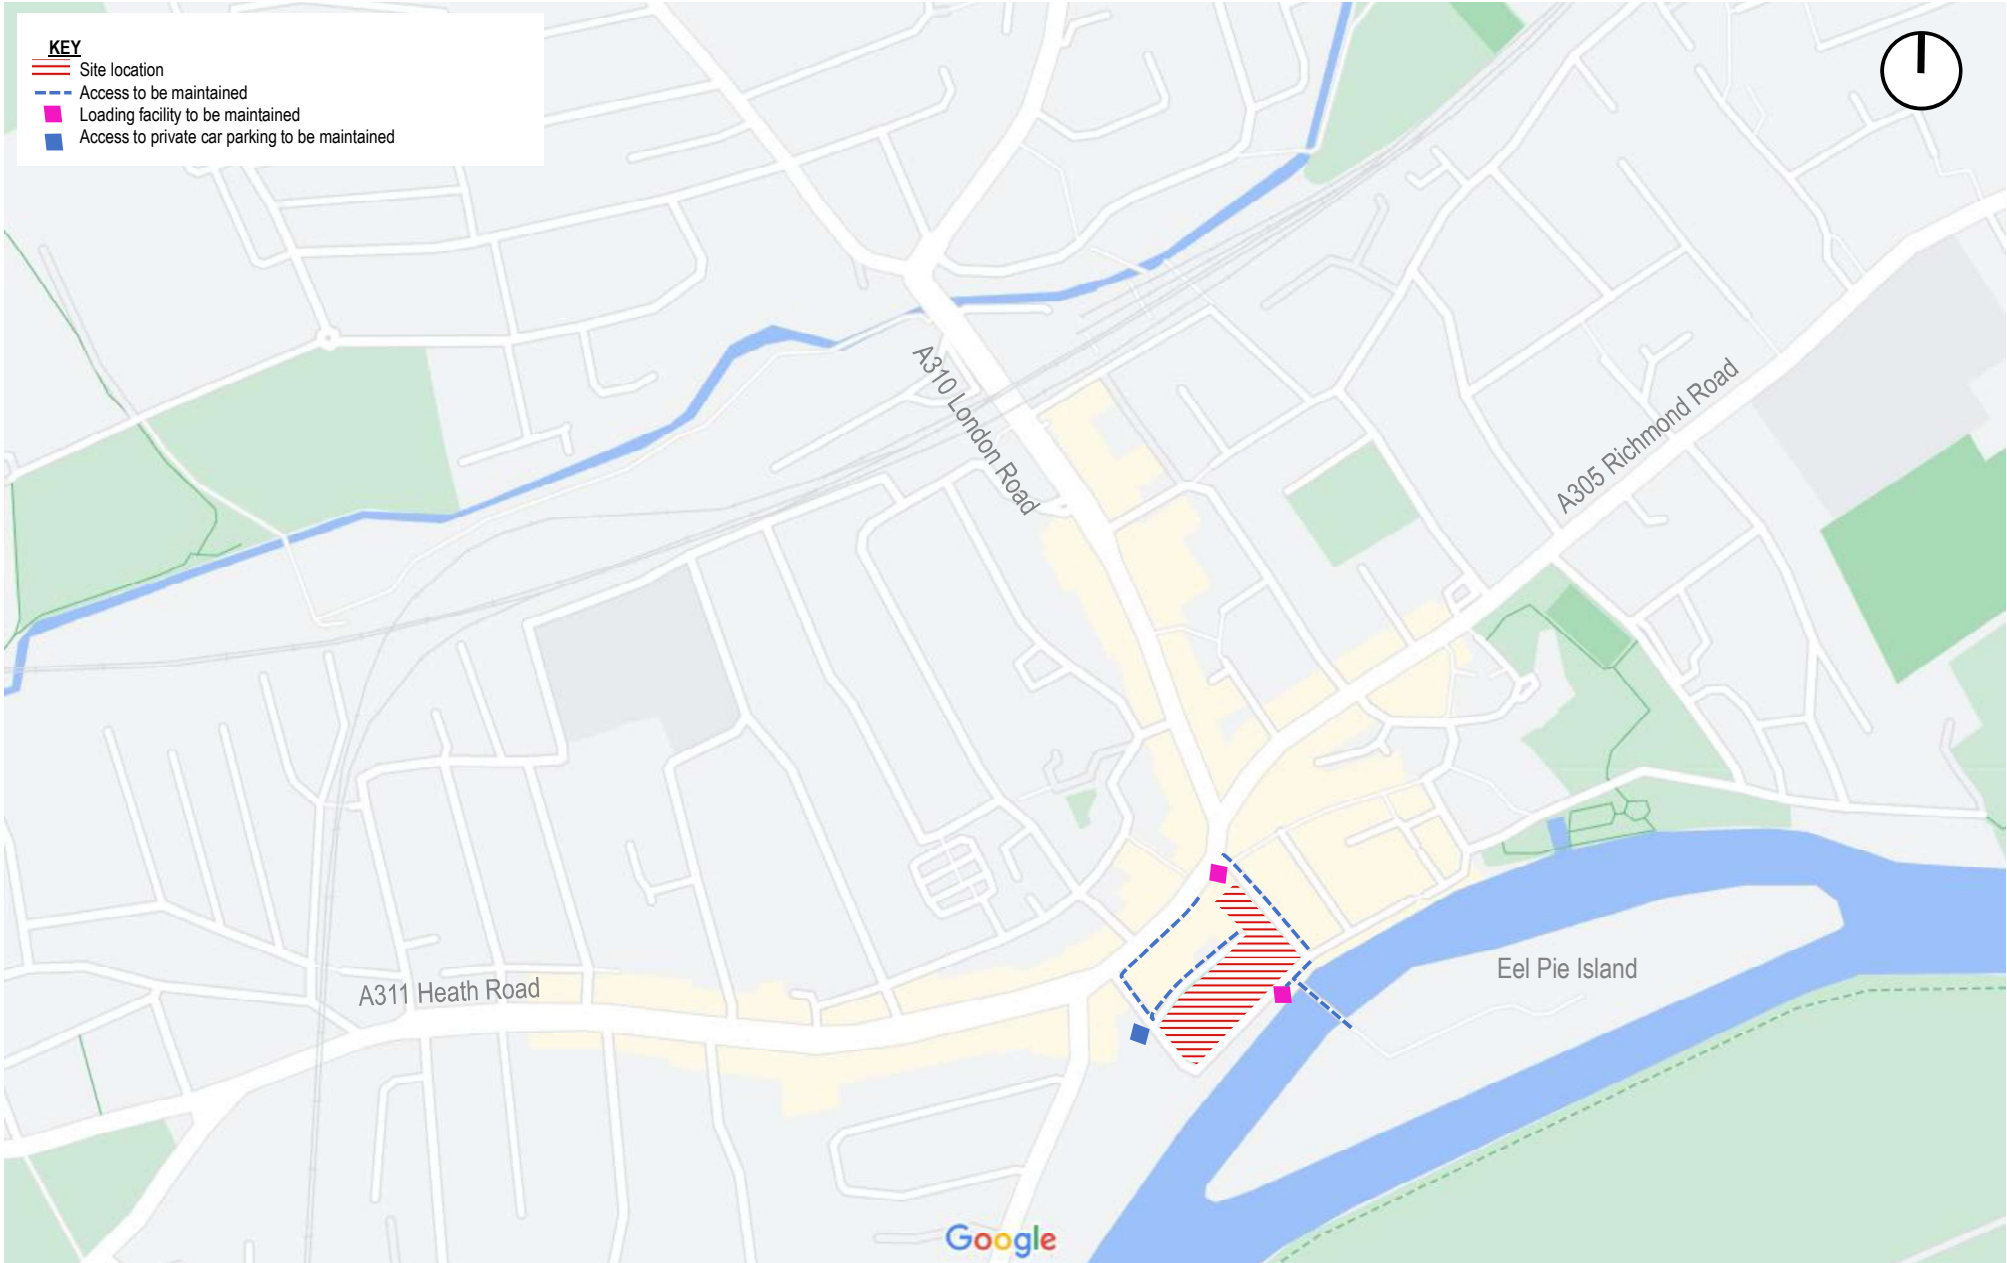 KEY
Site location
Access to be maintained
Loading facility to be maintained
Access to private car parking to be maintained
A310 London Road
A305 Richmond Road
Eel Pie Island
A311 Heath Road
Google